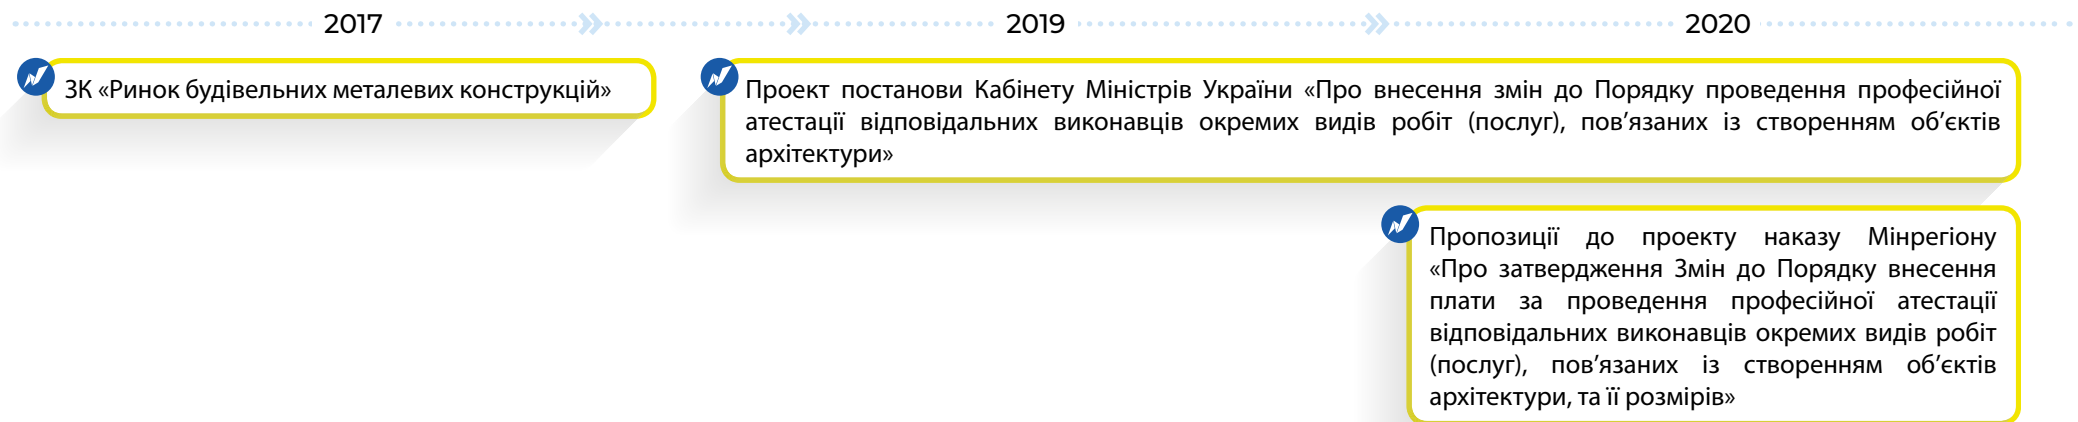 2017 2019 2020
ЗК «Ринок будівельних металевих конструкцій»
Проект постанови Кабінету Міністрів України «Про внесення змін до Порядку проведення професійної
атестації відповідальних виконавців окремих видів робіт (послуг), пов’язаних із створенням об’єктів
архітектури»
Пропозиції до проекту наказу Мінрегіону
«Про затвердження Змін до Порядку внесення
плати за проведення професійної атестації
відповідальних виконавців окремих видів робіт
(послуг), пов’язаних із створенням об’єктів
архітектури, та її розмірів»